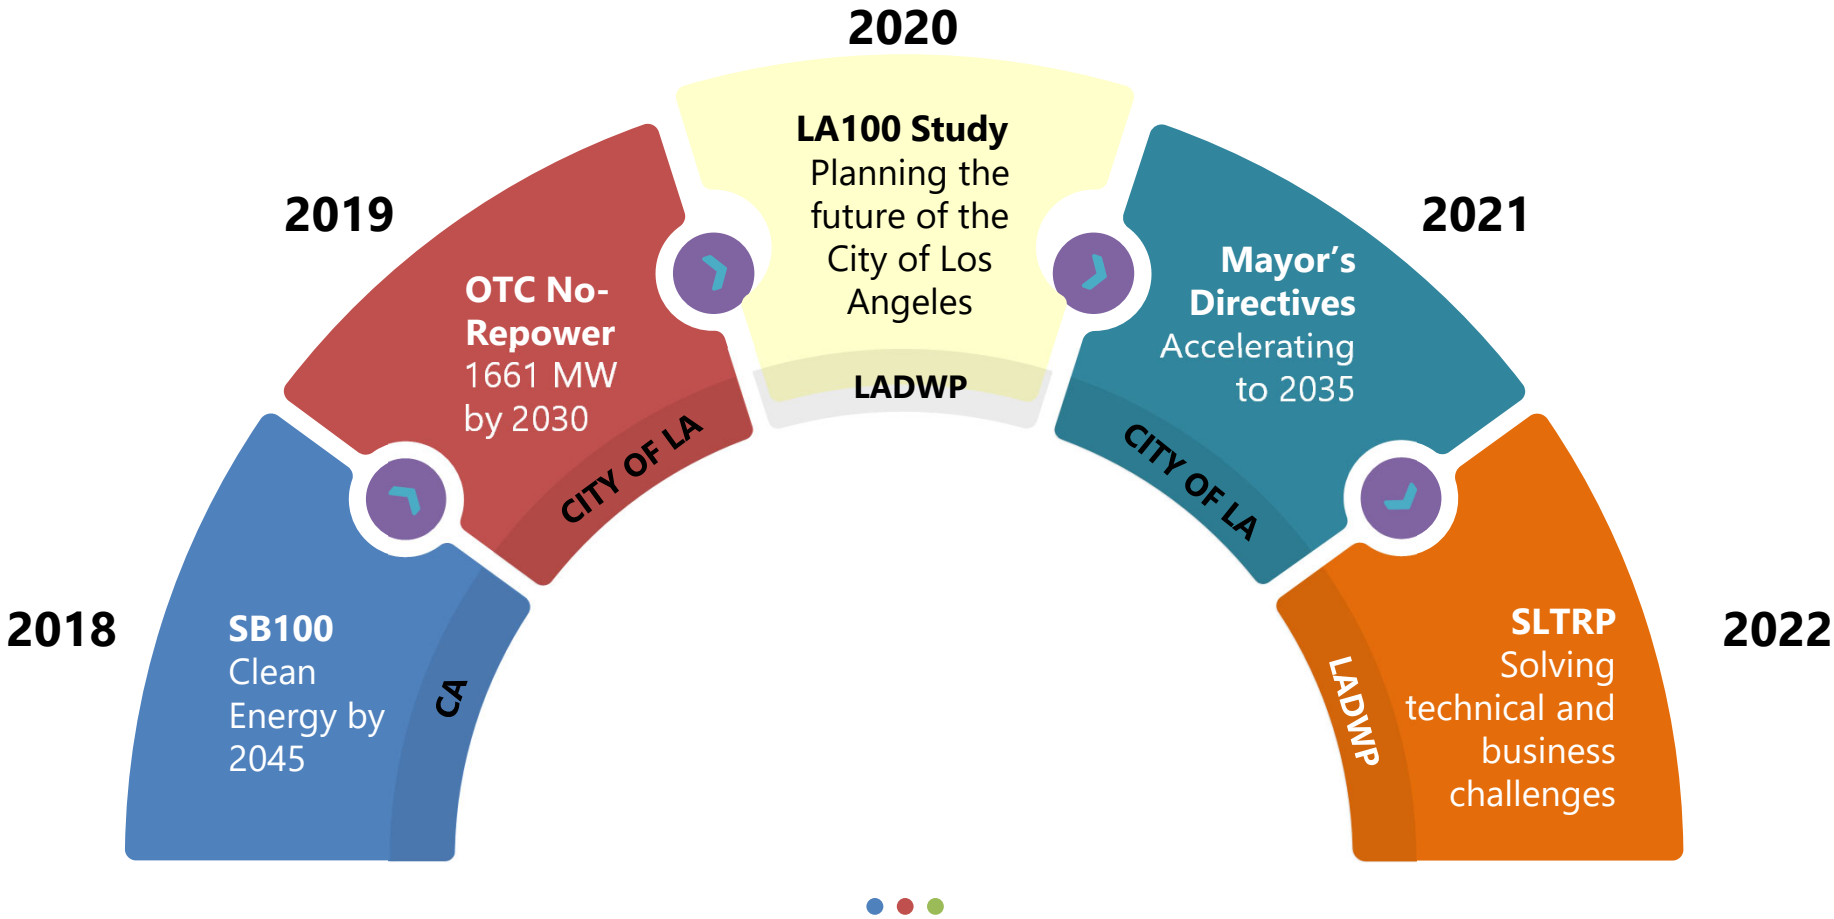 2018
SB100
Clean
Energy by
2045
CA
2019
OTC No-
Repower
1661 MW
by 2030
CITY OF LA
2020
LA100 Study
Planning the
future of the
City of Los
Angeles
LADWP
2021
Mayor’s
Directives
Accelerating
to 2035
CITY OF LA
2022
SLTRP
Solving
technical and
business
challenges
LADWP